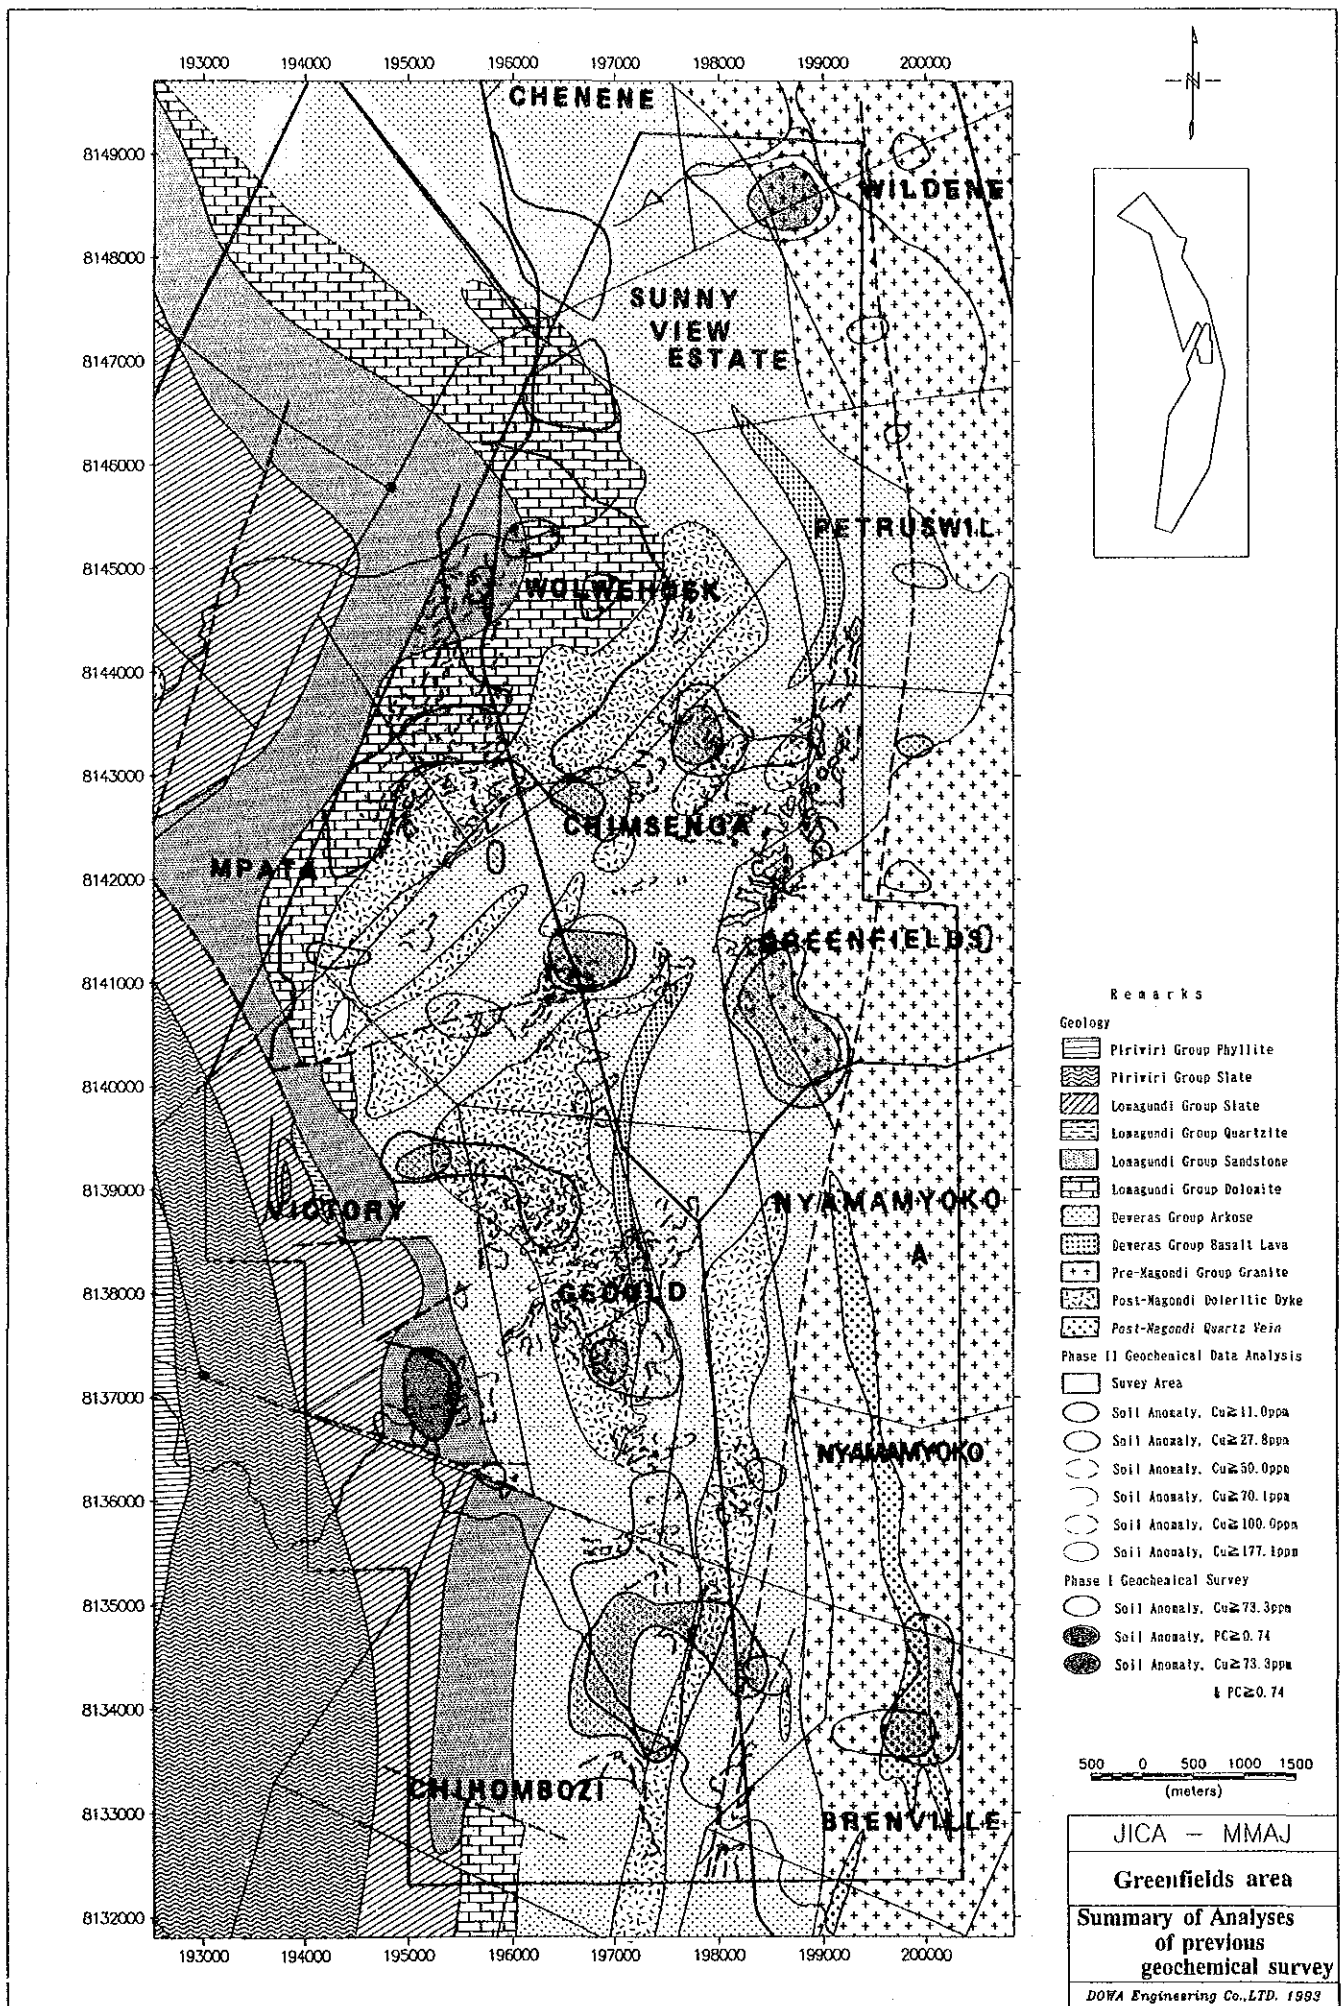 193000 194000 195000 196000 197000 198000 199000 200000
CHENENE
N
8149000
WILDENE
8148000
SUNNY
VIEW
ESTATE
8147000
8146000
PETRUSWIL
8145000
WOLWEHOEK
8144000
8143000
CHIMSENGA
MPATA
8142000
GREENFIELDS
8141000
8140000
8139000
VICTORY
NYAMAMYOKO
A
8138000
GEOULD
8137000
NYAMAMYOKO
8136000
8135000
8134000
CHIHOMBOZI
8133000
BRENVILLE
8132000
193000 194000 195000 196000 197000 198000 199000 200000
Remarks
Geology
Piriviri Group Phyllite
Piriviri Group Slate
Lomagundi Group Slate
Lomagundi Group Quartzite
Lomagundi Group Sandstone
Lomagundi Group Dolomite
Deweras Group Arkose
Deweras Group Basalt Lava
Pre-Magondi Group Granite
Post-Magondi Doleritic Dyke
Post-Magondi Quartz Vein
Phase II Geochemical Data Analysis
Suvey Area
Soil Anomaly, Cu≧11.0ppm
Soil Anomaly, Cu≧27.8ppm
Soil Anomaly, Cu≧50.0ppm
Soil Anomaly, Cu≧70.1ppm
Soil Anomaly, Cu≧100.0ppm
Soil Anomaly, Cu≧177.1ppm
Phase I Geochemical Survey
Soil Anomaly, Cu≧73.3ppm
Soil Anomaly, PC≧0.74
Soil Anomaly, Cu≧73.3ppm
& PC≧0.74
500 0 500 1000 1500
(meters)
JICA — MMAJ
Greenfields area
Summary of Analyses
of previous
geochemical survey
DOWA Engineering Co.,LTD. 1993